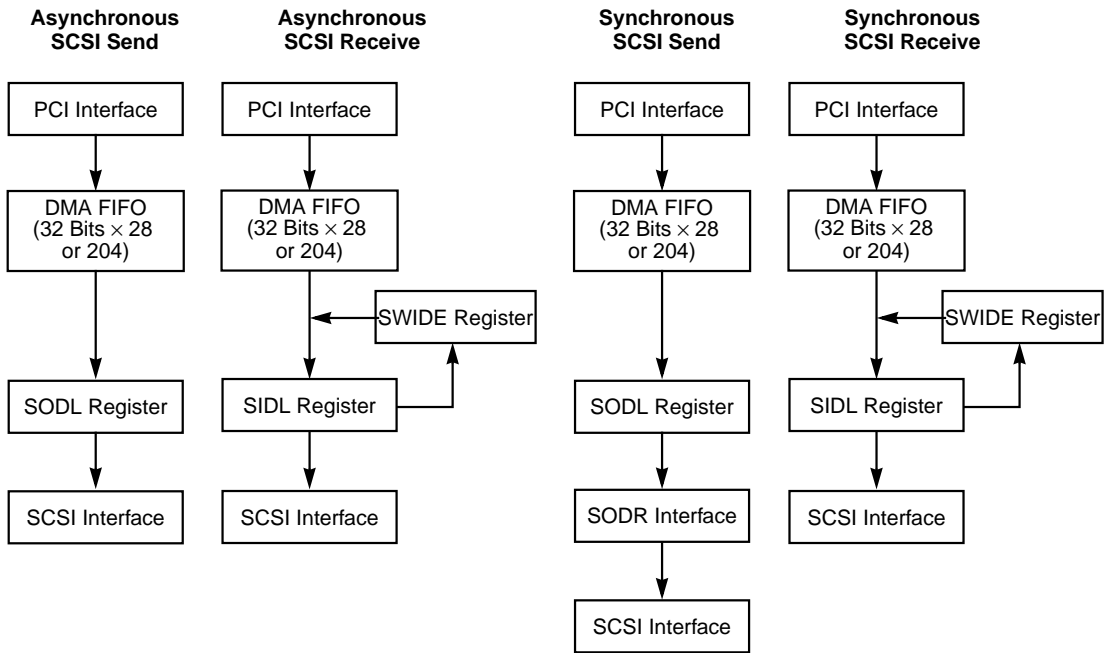 Asynchronous
SCSI Send
Asynchronous
SCSI Receive
Synchronous
SCSI Send
Synchronous
SCSI Receive
PCI Interface
PCI Interface
PCI Interface
PCI Interface
DMA FIFO
(32 Bits × 28
or 204)
DMA FIFO
(32 Bits × 28
or 204)
DMA FIFO
(32 Bits × 28
or 204)
DMA FIFO
(32 Bits × 28
or 204)
SWIDE Register
SWIDE Register
SODL Register
SIDL Register
SODL Register
SIDL Register
SCSI Interface
SCSI Interface
SODR Interface
SCSI Interface
SCSI Interface